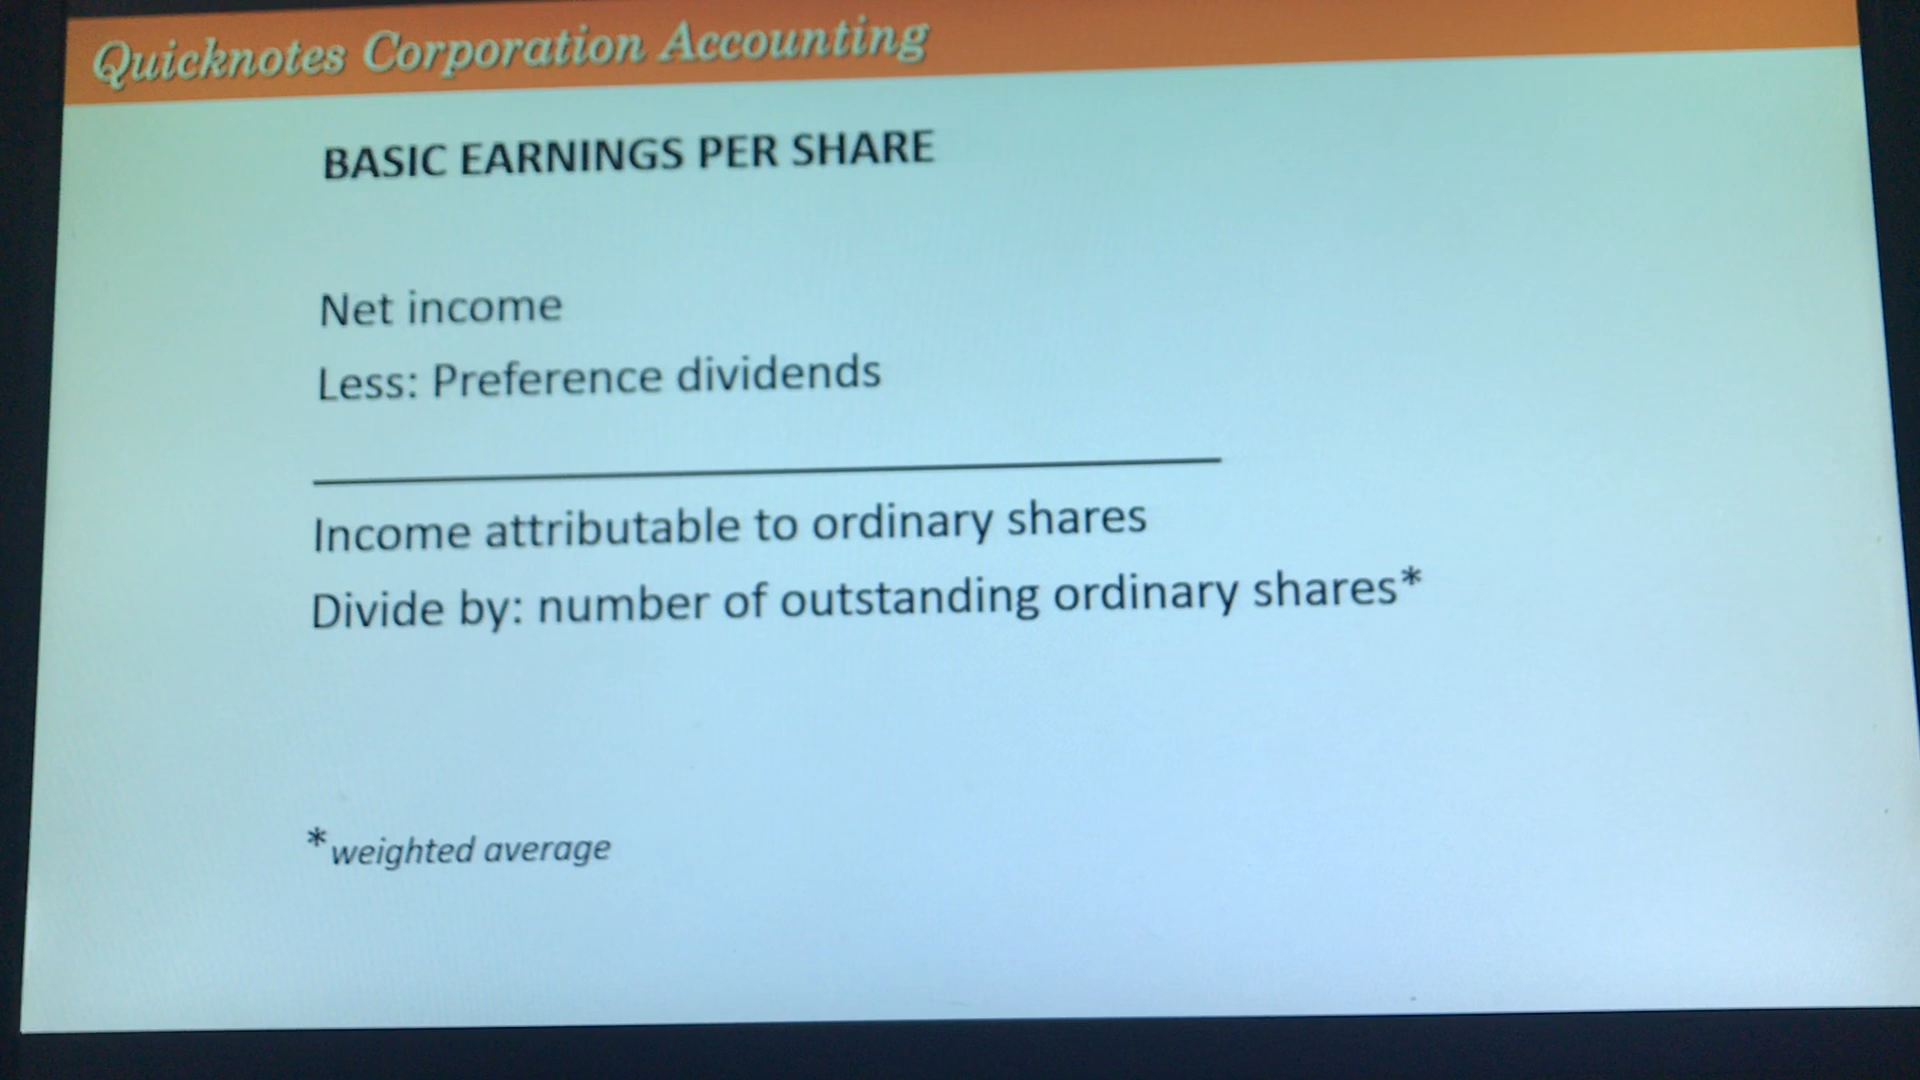 Quicknotes Corporation Accounting
BASIC EARNINGS PER SHARE
Net income
Less: Preference dividends
Income attributable to ordinary shares
Divide by: number of outstanding ordinary shares*
*weighted average